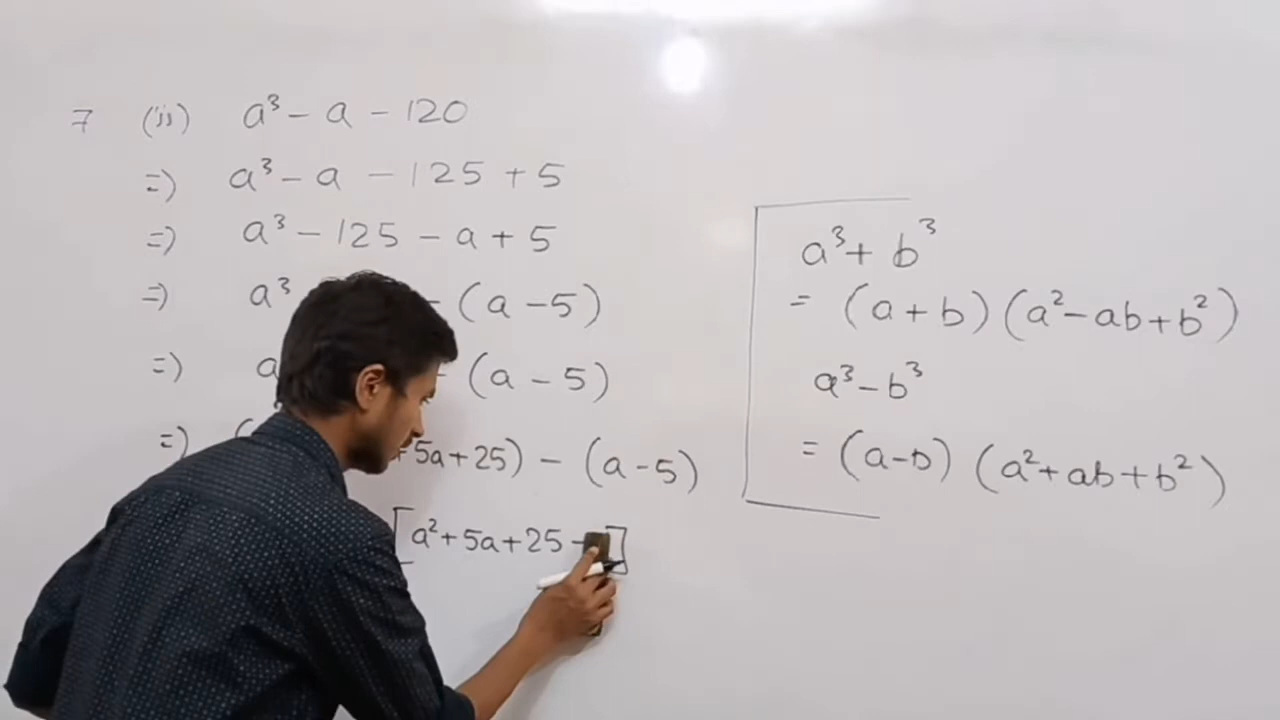 7 (ii) a³ - a - 120
=) a³ - a - 125 + 5
=) a³ - 125 - a + 5
=) a³ - (a - 5)
=) a - (a - 5)
=) ( +5a+25) - (a - 5)
[a²+5a+25 - ]
a³ + b³
= (a + b) (a² - ab + b²)
a³ - b³
= (a - b) (a² + ab + b²)